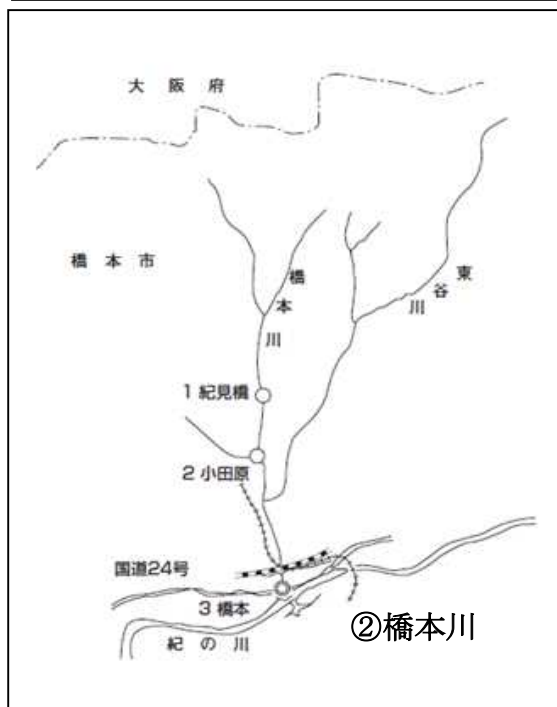 大阪府
橋本市
橋本川
東谷川
1 紀見橋
2 小田原
国道24号
3 橋本
紀の川
②橋本川